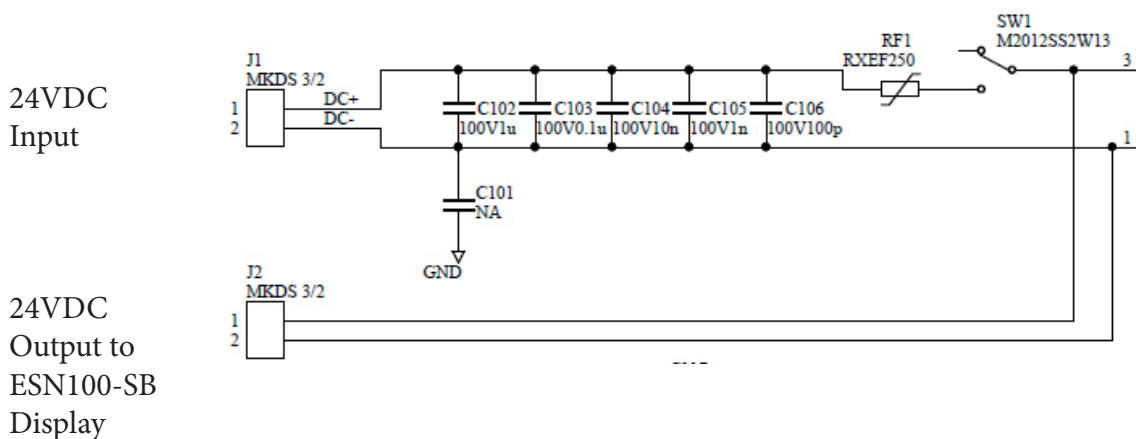 SW1
M2012SS2W13
RF1
RXEF250
3
J1
MKDS 3/2
24VDC
Input
1
DC+
2
DC-
C102
100V1u
C103
100V0.1u
C104
100V10n
C105
100V1n
C106
100V100p
1
C101
NA
GND
J2
MKDS 3/2
24VDC
Output to
ESN100-SB
Display
1
2